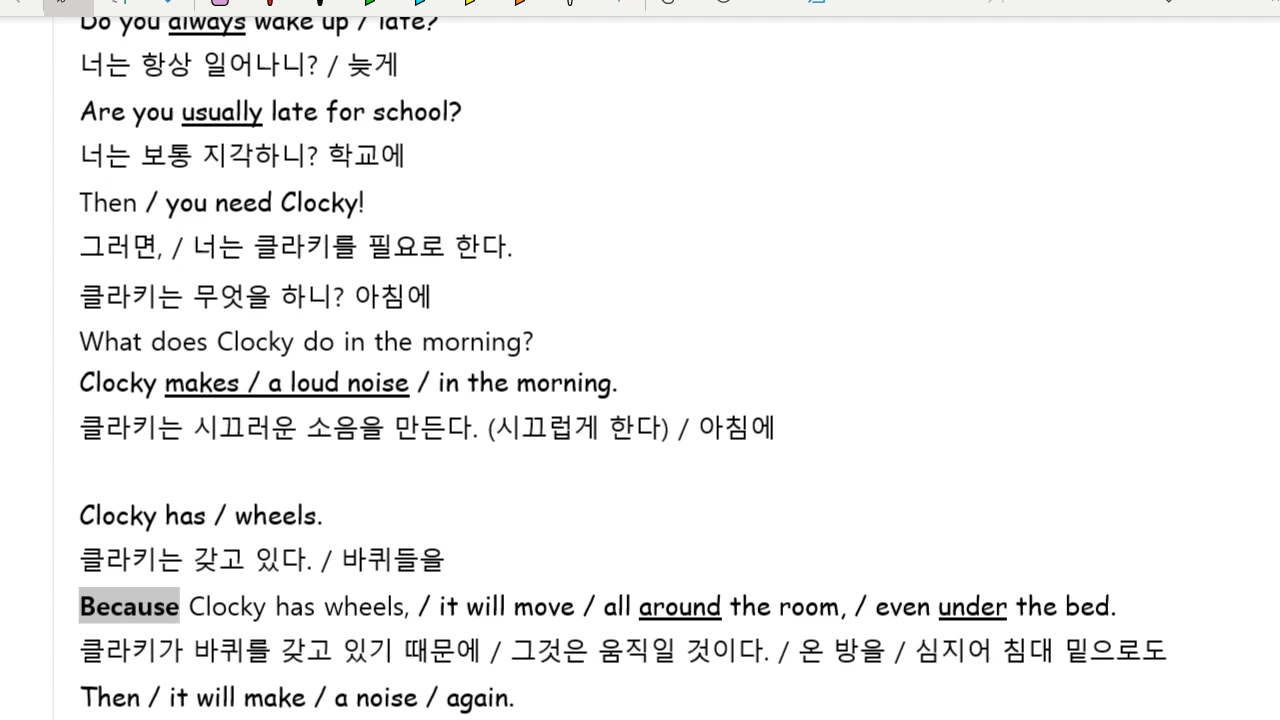 Do you always wake up / late?
너는 항상 일어나니? / 늦게
Are you usually late for school?
너는 보통 지각하니? 학교에
Then / you need Clocky!
그러면, / 너는 클라키를 필요로 한다.
클라키는 무엇을 하니? 아침에
What does Clocky do in the morning?
Clocky makes / a loud noise / in the morning.
클라키는 시끄러운 소음을 만든다. (시끄럽게 한다) / 아침에
Clocky has / wheels.
클라키는 갖고 있다. / 바퀴들을
Because Clocky has wheels, / it will move / all around the room, / even under the bed.
클라키가 바퀴를 갖고 있기 때문에 / 그것은 움직일 것이다. / 온 방을 / 심지어 침대 밑으로도
Then / it will make / a noise / again.